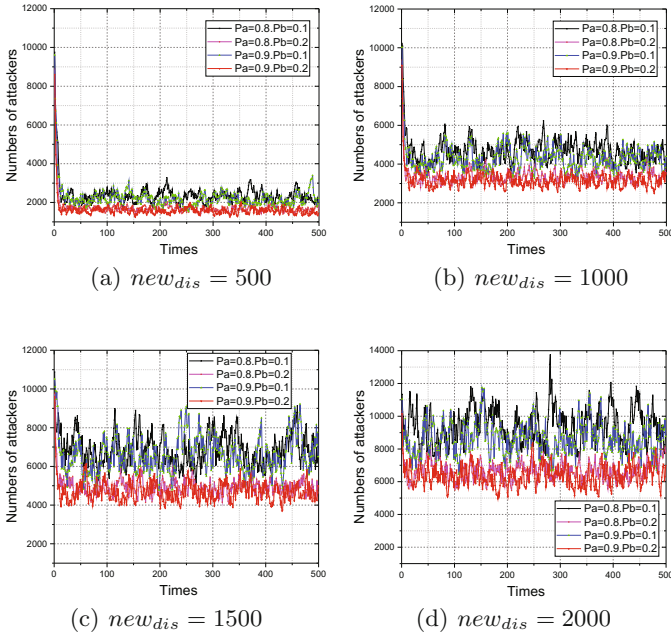 12000
10000
8000
6000
4000
2000
0
100
200
300
400
500
Numbers of attackers
Times
Pa=0.8.Pb=0.1
Pa=0.8.Pb=0.2
Pa=0.9.Pb=0.1
Pa=0.9.Pb=0.2
(a) new_dis = 500
12000
10000
8000
6000
4000
2000
0
100
200
300
400
500
Numbers of attackers
Times
Pa=0.8.Pb=0.1
Pa=0.8.Pb=0.2
Pa=0.9.Pb=0.1
Pa=0.9.Pb=0.2
(b) new_dis = 1000
12000
10000
8000
6000
4000
2000
0
100
200
300
400
500
Numbers of attackers
Times
Pa=0.8.Pb=0.1
Pa=0.8.Pb=0.2
Pa=0.9.Pb=0.1
Pa=0.9.Pb=0.2
(c) new_dis = 1500
14000
12000
10000
8000
6000
4000
2000
0
100
200
300
400
500
Numbers of attackers
Times
Pa=0.8.Pb=0.1
Pa=0.8.Pb=0.2
Pa=0.9.Pb=0.1
Pa=0.9.Pb=0.2
(d) new_dis = 2000